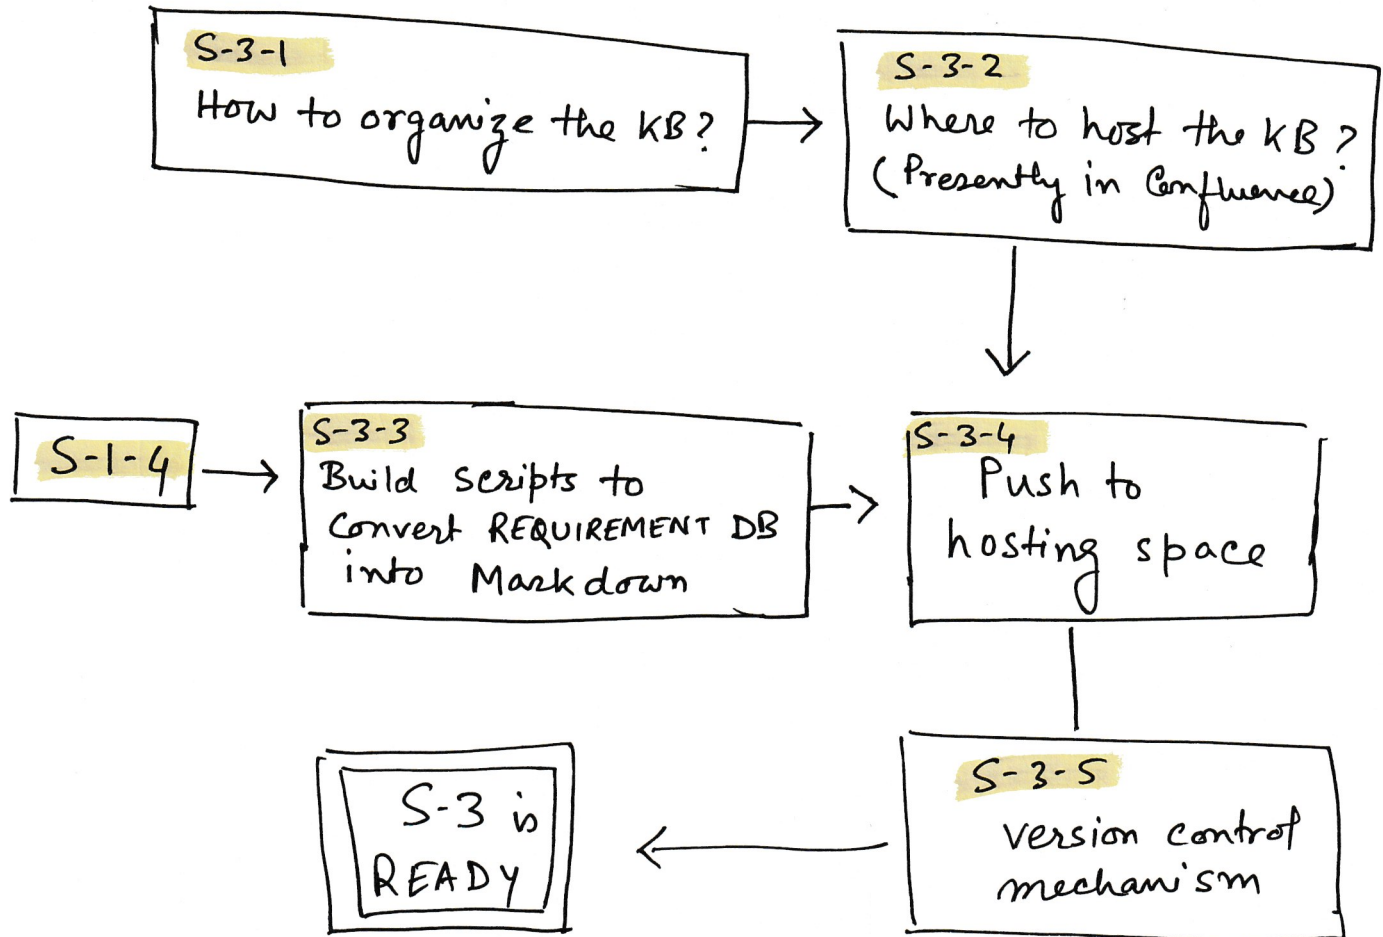 S-3-1
How to organize the KB?
S-3-2
Where to host the KB?
(Presently in Confluence)
S-1-4
S-3-3
Build scripts to
Convert REQUIREMENT DB
into Markdown
S-3-4
Push to
hosting space
S-3-5
version control
mechanism
S-3 is
READY